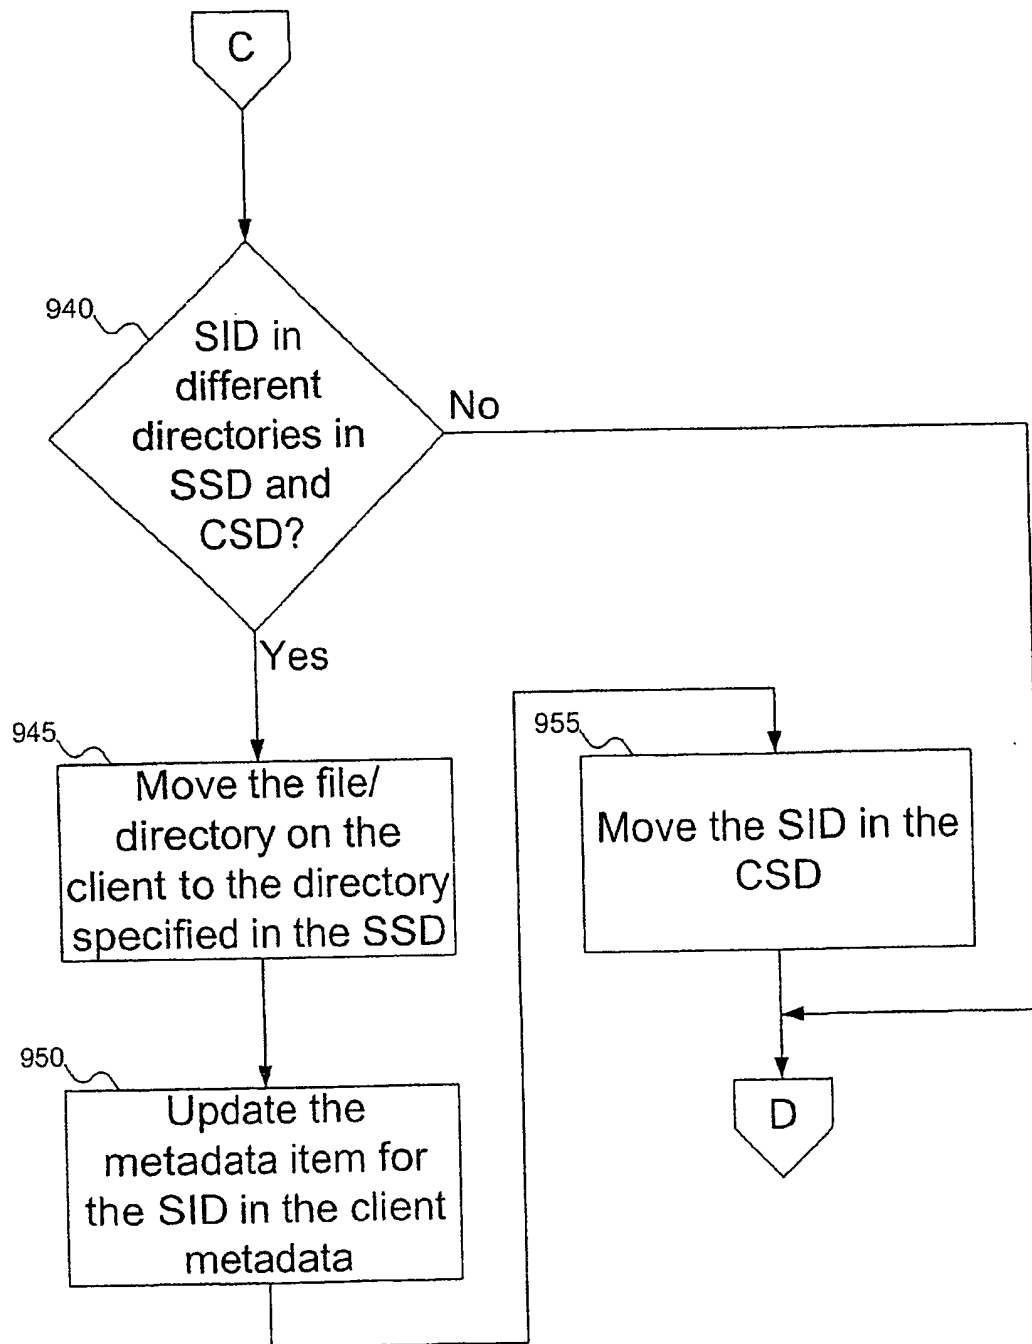 C
940
SID in
different
directories in
SSD and
CSD?
No
Yes
945
Move the file/
directory on the
client to the directory
specified in the SSD
950
Update the
metadata item for
the SID in the client
metadata
955
Move the SID in the
CSD
D